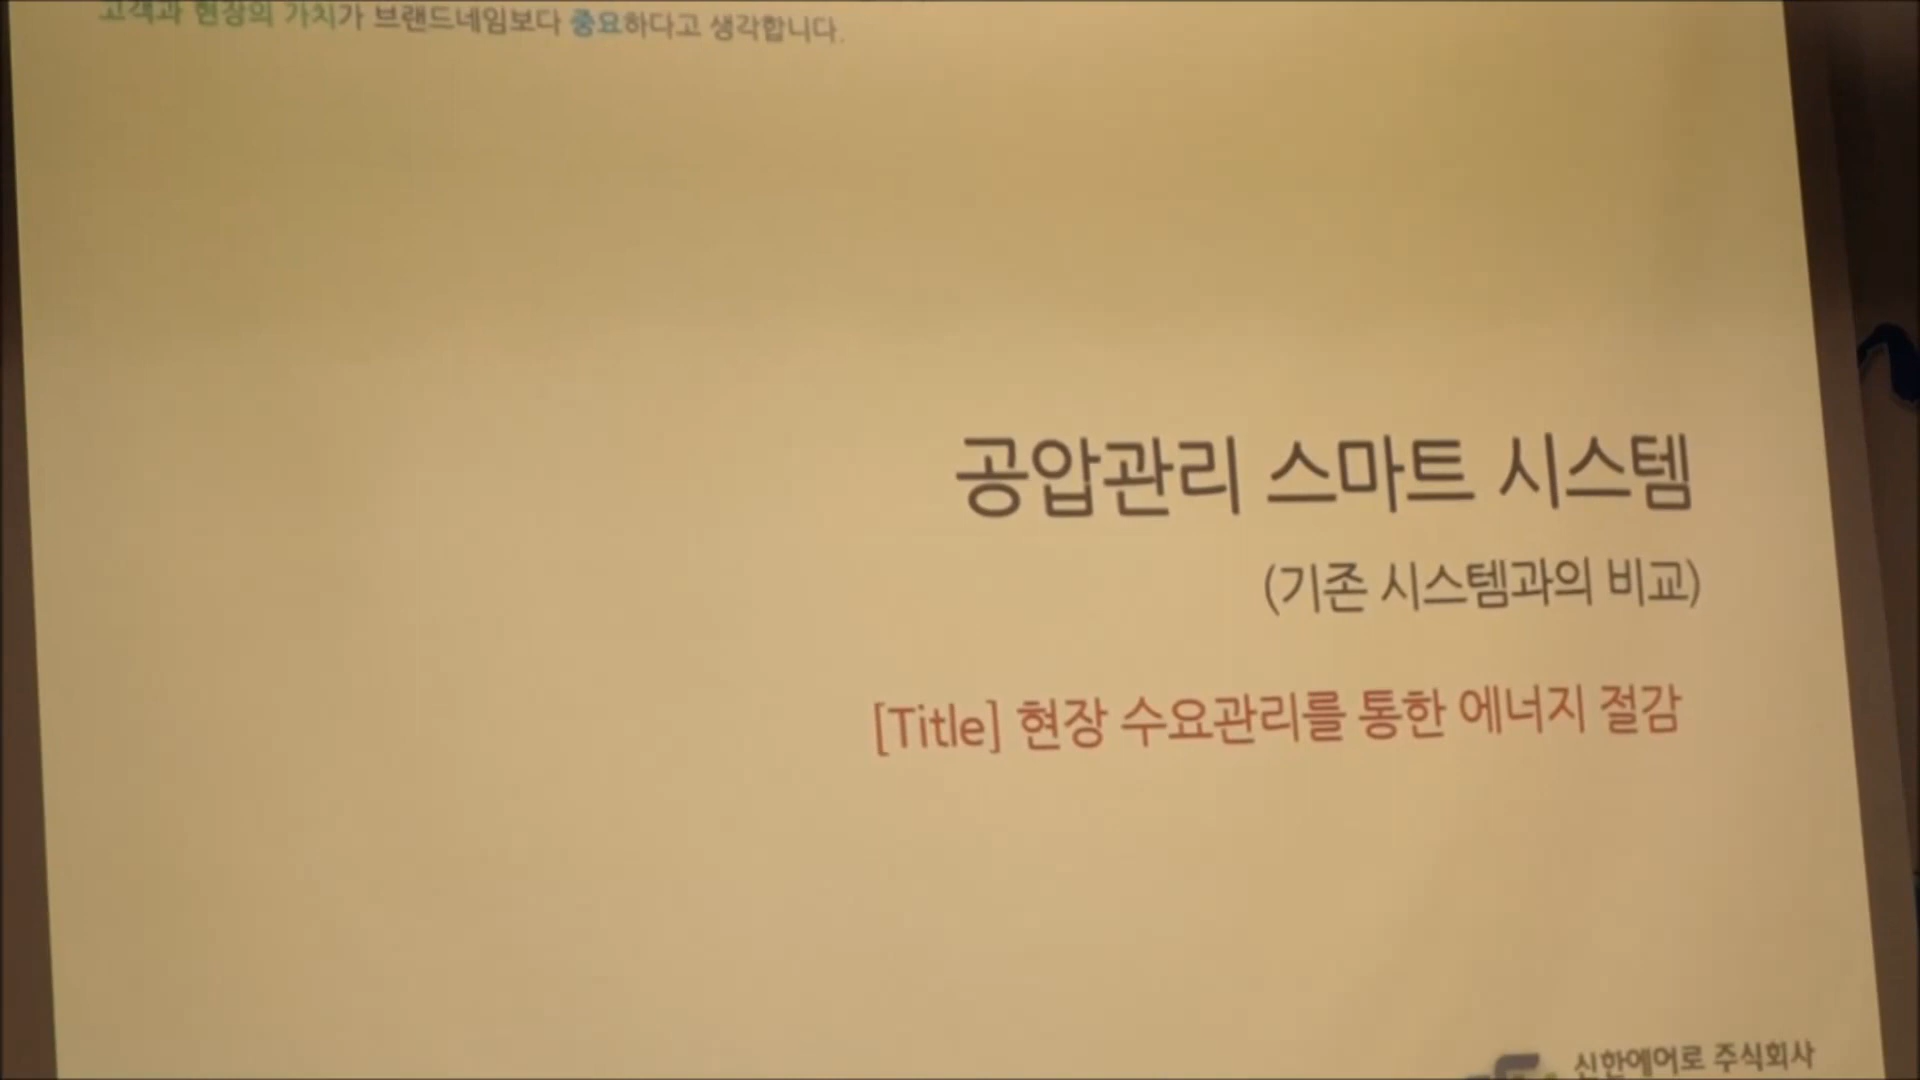 고객과 현장의 가치가 브랜드네임보다 중요하다고 생각합니다.
공압관리 스마트 시스템
(기존 시스템과의 비교)
[Title] 현장 수요관리를 통한 에너지 절감
신한에어로 주식회사